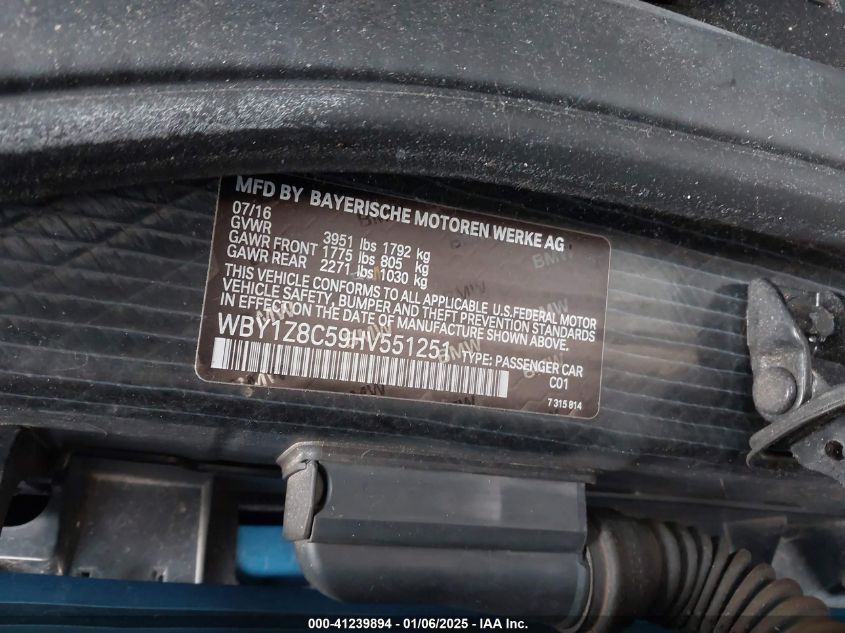 MFD BY BAYERISCHE MOTOREN WERKE AG
07/16
GVWR 3951 lbs 1792 kg
GAWR FRONT 1775 lbs 805 kg
GAWR REAR 2271 lbs 1030 kg
THIS VEHICLE CONFORMS TO ALL APPLICABLE U.S.FEDERAL MOTOR
VEHICLE SAFETY, BUMPER AND THEFT PREVENTION STANDARDS
IN EFFECT ON THE DATE OF MANUFACTURE SHOWN ABOVE.
WBY1Z8C59HV551251 TYPE: PASSENGER CAR
C01
7 315 814
000-41239894 - 01/06/2025 - IAA Inc.